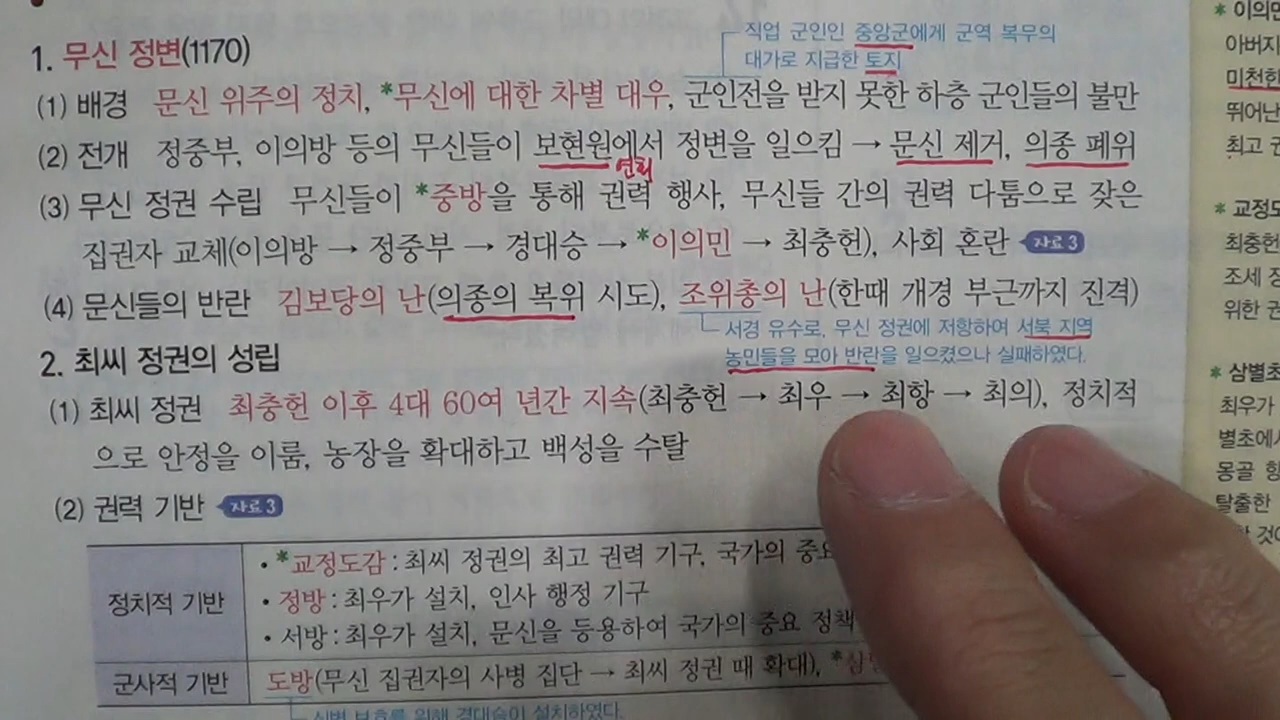 직업 군인인 중앙군에게 군역 복무의
대가로 지급한 토지
1. 무신 정변(1170)
(1) 배경 문신 위주의 정치, *무신에 대한 차별 대우, 군인전을 받지 못한 하층 군인들의 불만
(2) 전개 정중부, 이의방 등의 무신들이 보현원에서 정변을 일으킴 → 문신 제거, 의종 폐위
연회
(3) 무신 정권 수립 무신들이 *중방을 통해 권력 행사, 무신들 간의 권력 다툼으로 잦은
집권자 교체(이의방 → 정중부 → 경대승 → *이의민 → 최충헌), 사회 혼란 자료 3
(4) 문신들의 반란 김보당의 난(의종의 복위 시도), 조위총의 난(한때 개경 부근까지 진격)
서경 유수로, 무신 정권에 저항하여 서북 지역
농민들을 모아 반란을 일으켰으나 실패하였다.
2. 최씨 정권의 성립
(1) 최씨 정권 최충헌 이후 4대 60여 년간 지속(최충헌 → 최우 → 최항 → 최의), 정치적
으로 안정을 이룸, 농장을 확대하고 백성을 수탈
(2) 권력 기반 자료 3
정치적 기반
• *교정도감 : 최씨 정권의 최고 권력 기구, 국가의 중요
• 정방 : 최우가 설치, 인사 행정 기구
• 서방 : 최우가 설치, 문신을 등용하여 국가의 중요 정책
군사적 기반
도방(무신 집권자의 사병 집단 → 최씨 정권 때 확대),
신변 보호를 위해 경대승이 설치하였다.
* 이의민
아버지
미천한
뛰어난
최고 권
* 교정도
최충헌
조세 징
위한 권
* 삼별초
최우가
별초에서
몽골 항
탈출한